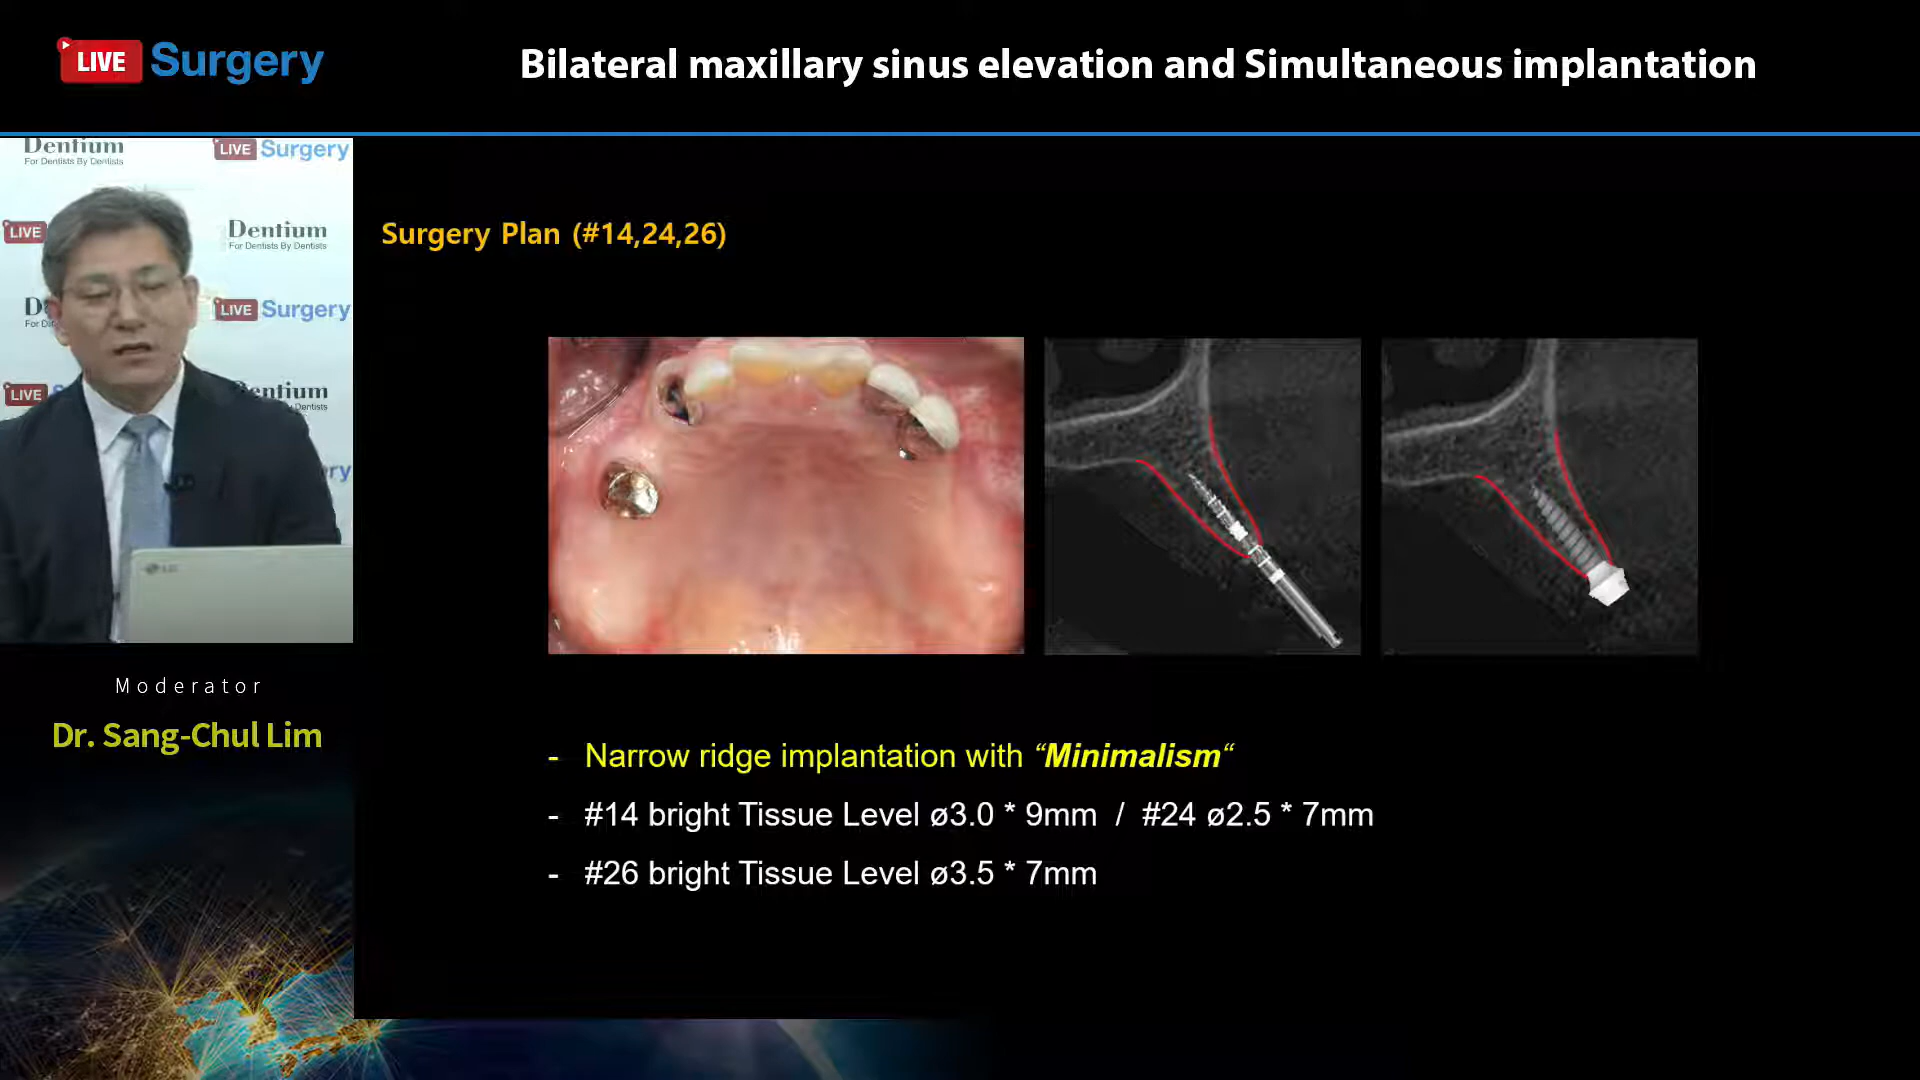 LIVE Surgery
Bilateral maxillary sinus elevation and Simultaneous implantation
Dentium
For Dentists By Dentists
LIVE Surgery
LIVE
Dentium
For Dentists By Dentists
LIVE Surgery
LIVE
LG
Surgery Plan (#14,24,26)
Moderator
Dr. Sang-Chul Lim
- Narrow ridge implantation with “Minimalism“
- #14 bright Tissue Level ø3.0 * 9mm / #24 ø2.5 * 7mm
- #26 bright Tissue Level ø3.5 * 7mm